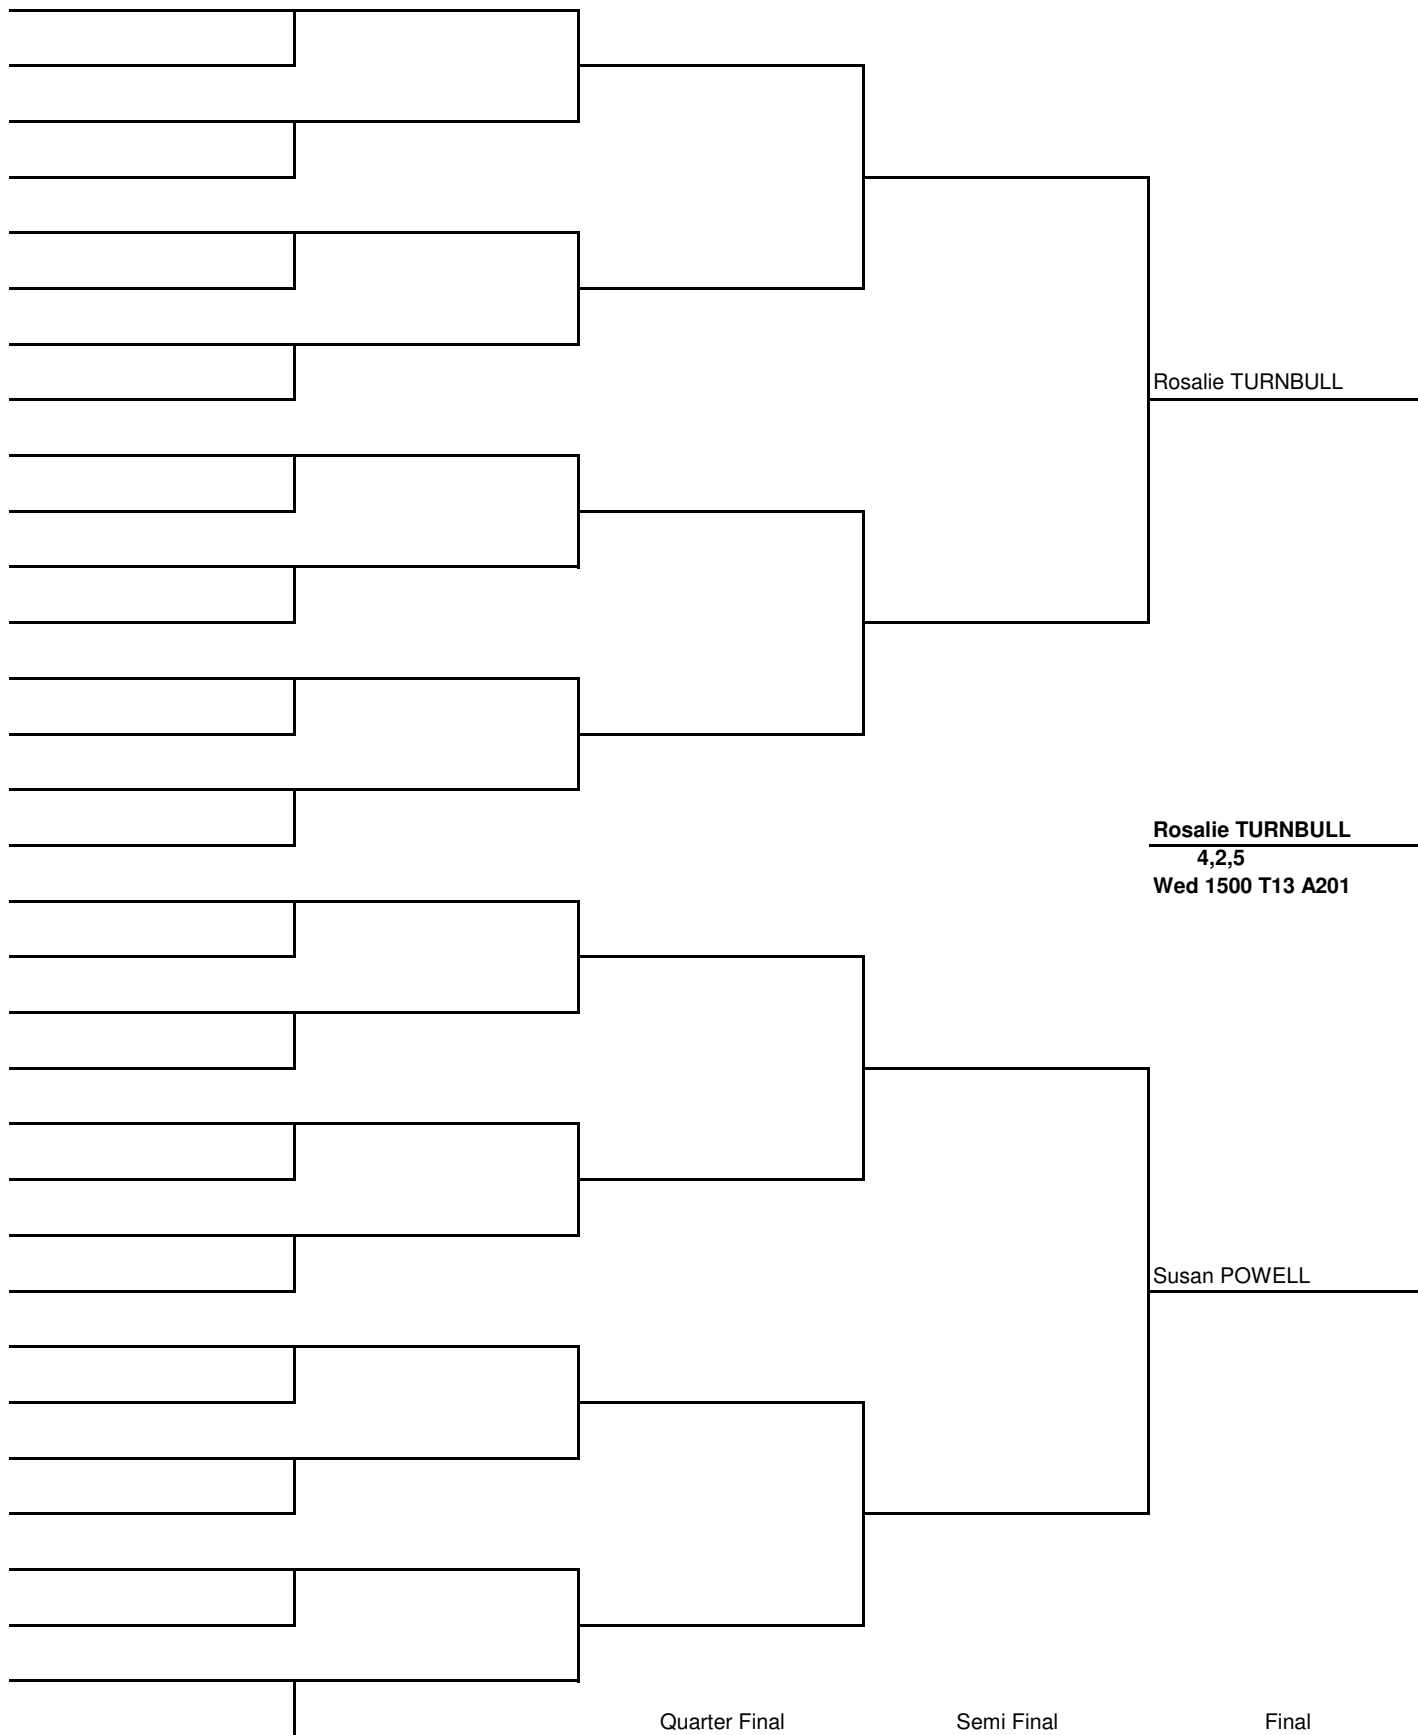 Rosalie TURNBULL
Rosalie TURNBULL
4,2,5
Wed 1500 T13 A201
Susan POWELL
Quarter Final
Semi Final
Final